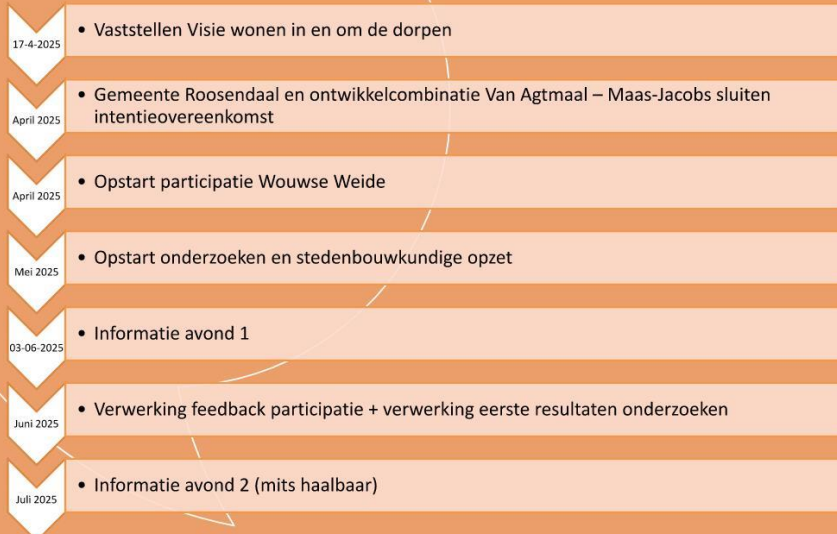 17-4-2025
• Vaststellen Visie wonen in en om de dorpen
April 2025
• Gemeente Roosendaal en ontwikkelcombinatie Van Agtmaal – Maas-Jacobs sluiten
intentieovereenkomst
April 2025
• Opstart participatie Wouwse Weide
Mei 2025
• Opstart onderzoeken en stedenbouwkundige opzet
03-06-2025
• Informatie avond 1
Juni 2025
• Verwerking feedback participatie + verwerking eerste resultaten onderzoeken
Juli 2025
• Informatie avond 2 (mits haalbaar)